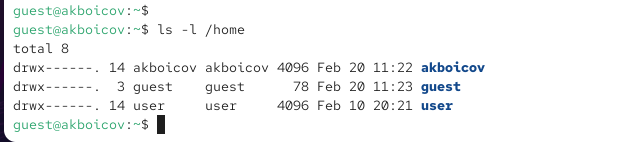 guest@akboicov:~$
guest@akboicov:~$ ls -l /home
total 8
drwx------. 14 akboicov akboicov 4096 Feb 20 11:22 akboicov
drwx------.  3 guest    guest      78 Feb 20 11:23 guest
drwx------. 14 user     user     4096 Feb 10 20:21 user
guest@akboicov:~$